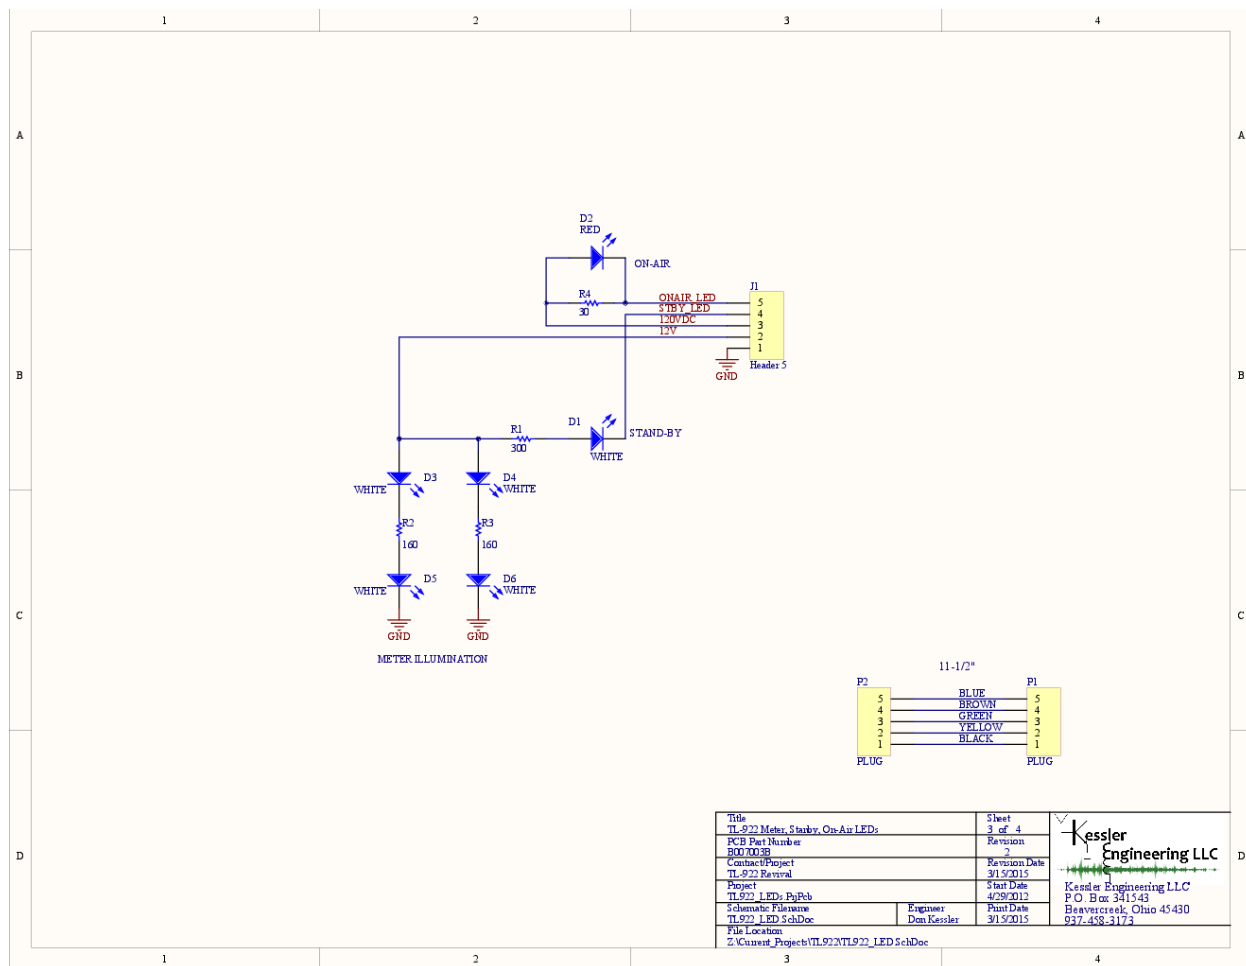 1 2 3 4
A A
D2
RED
ON-AIR
J1
R4
30
ONAIR_LED
STBY_LED
120VDC
12V
5
4
3
2
1
GND
Header 5
B B
D1
STAND-BY
R1
300
WHITE
D3
WHITE
D4
WHITE
R2
160
R3
160
D5
WHITE
D6
WHITE
GND
GND
C C
METER ILLUMINATION
11-1/2"
P2 P1
5 BLUE 5
4 BROWN 4
3 GREEN 3
2 YELLOW 2
1 BLACK 1
PLUG PLUG
D D
Title
TL-922 Meter, Stanby, On-Air LEDs
Sheet
3 of 4
PCB Part Number
B007003B
Revision
2
Contract/Project
TL-922 Revival
Revision Date
3/15/2015
Project
TL922_LEDs.PrjPcb
Start Date
4/29/2012
Schematic Filename
TL922_LED.SchDoc
Engineer
Don Kessler
Print Date
3/15/2015
File Location
Z:\Current_Projects\TL922\TL922_LED.SchDoc
Kessler
Engineering LLC
Kessler Engineering LLC
P.O. Box 341543
Beavercreek, Ohio 45430
937-458-3173
1 2 3 4